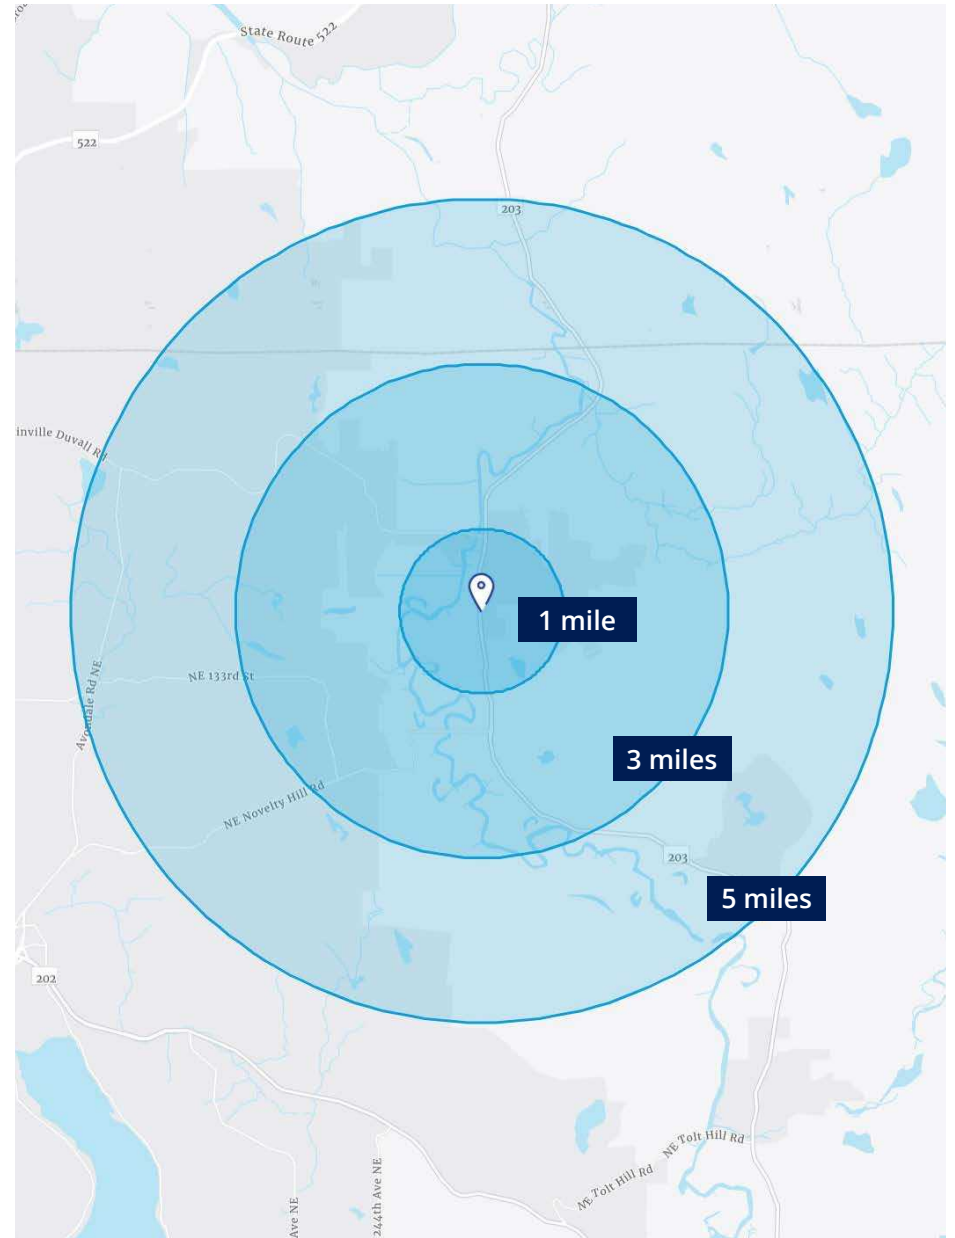 State Route 522
522
203
inville Duvall Rd
1 mile
NE 133rd St
Avondale Rd NE
3 miles
NE Novelty Hill Rd
203
5 miles
202
NE Tolt Hill Rd
NE Tolt Hill Rd
244th Ave NE
Ave NE